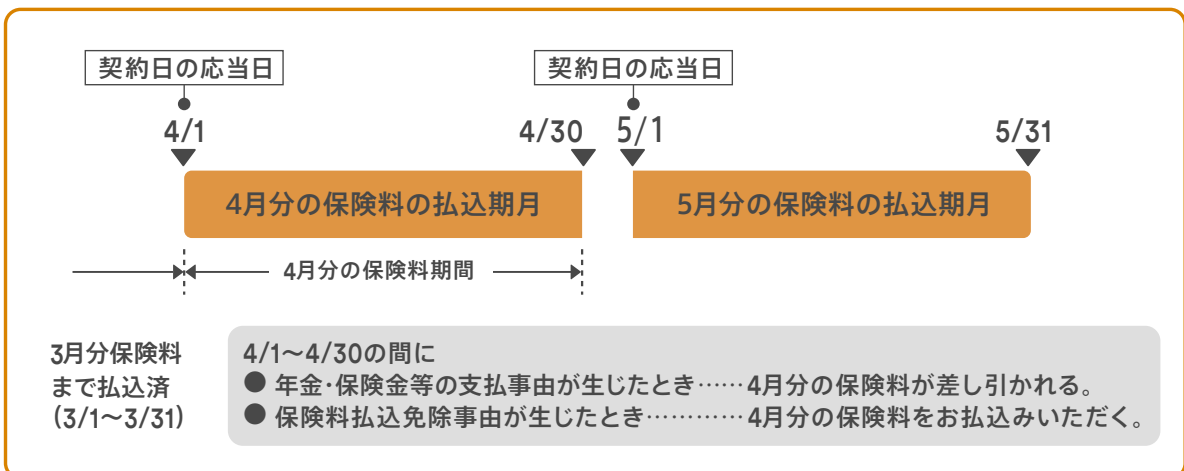 契約日の応当日 契約日の応当日
4/1 4/30 5/1 5/31
4月分の保険料の払込期月 5月分の保険料の払込期月
4月分の保険料期間
3月分保険料
まで払込済
(3/1〜3/31)
4/1〜4/30の間に
● 年金・保険金等の支払事由が生じたとき……4月分の保険料が差し引かれる。
● 保険料払込免除事由が生じたとき…………4月分の保険料をお払込みいただく。